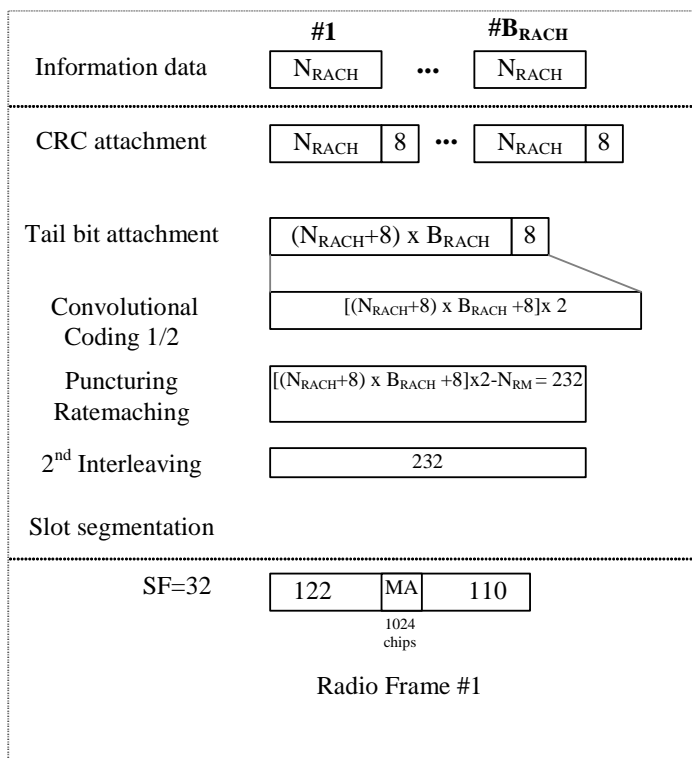 #1 #B_RACH
Information data N_RACH ••• N_RACH
CRC attachment N_RACH 8 ••• N_RACH 8
Tail bit attachment (N_RACH+8) x B_RACH 8
Convolutional
Coding 1/2
[(N_RACH+8) x B_RACH +8]x 2
Puncturing
Ratemaching
[(N_RACH+8) x B_RACH +8]x2-N_RM = 232
2nd Interleaving 232
Slot segmentation
SF=32 122 MA 110
1024
chips
Radio Frame #1